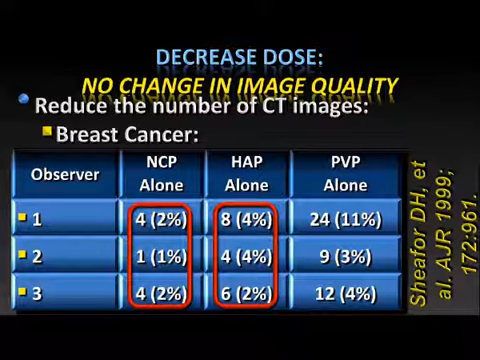 DECREASE DOSE:
NO CHANGE IN IMAGE QUALITY
Reduce the number of CT images:
Breast Cancer:
Observer NCP Alone HAP Alone PVP Alone
1 4 (2%) 8 (4%) 24 (11%)
2 1 (1%) 4 (4%) 9 (3%)
3 4 (2%) 6 (2%) 12 (4%)
Sheafor DH, et
al. AJR 1999;
172:961.